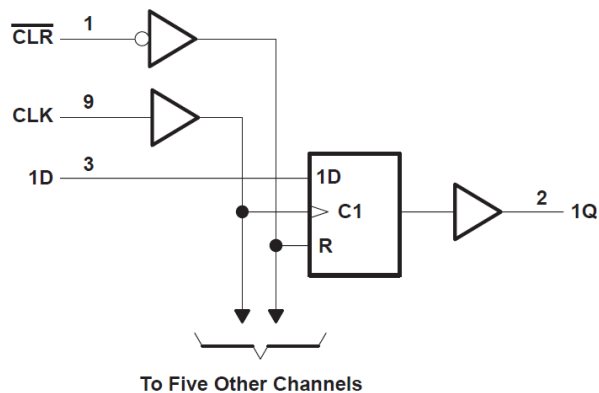 CLR 1
CLK 9
1D 3
1D
C1
R
2 1Q
To Five Other Channels